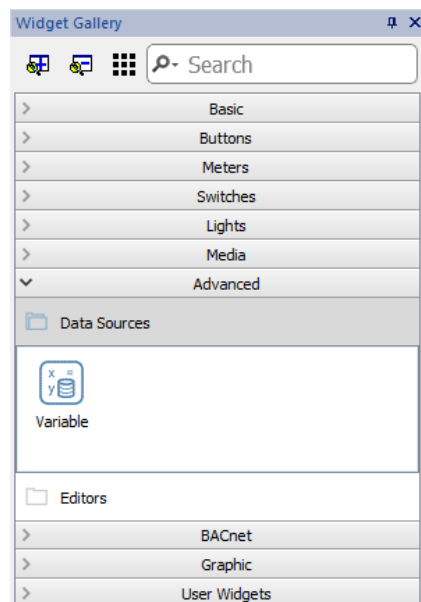 Widget Gallery
Search
Basic
Buttons
Meters
Switches
Lights
Media
Advanced
Data Sources
x =
y
Variable
Editors
BACnet
Graphic
User Widgets